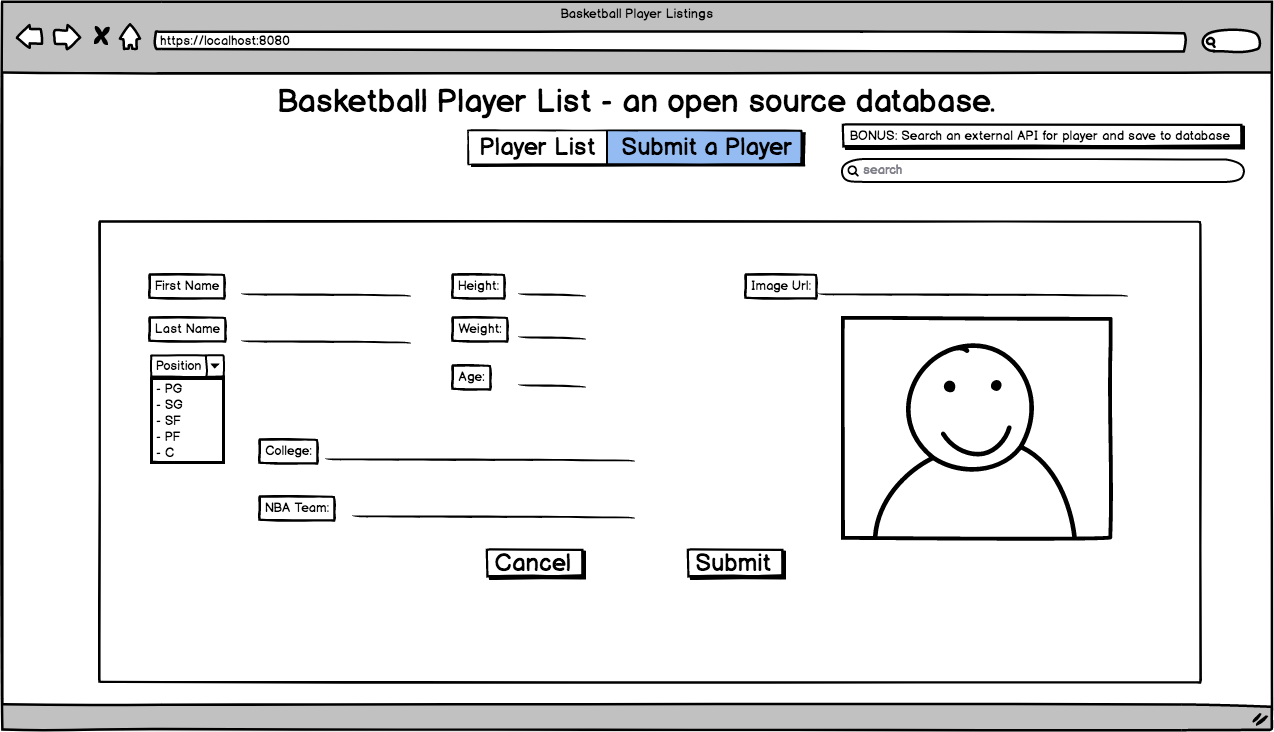 Basketball Player Listings
https://localhost:8080
Basketball Player List - an open source database.
Player List
Submit a Player
BONUS: Search an external API for player and save to database
search
First Name
Height:
Image Url:
Last Name
Weight:
Position
Age:
- PG
- SG
- SF
- PF
- C
College:
NBA Team:
Cancel
Submit